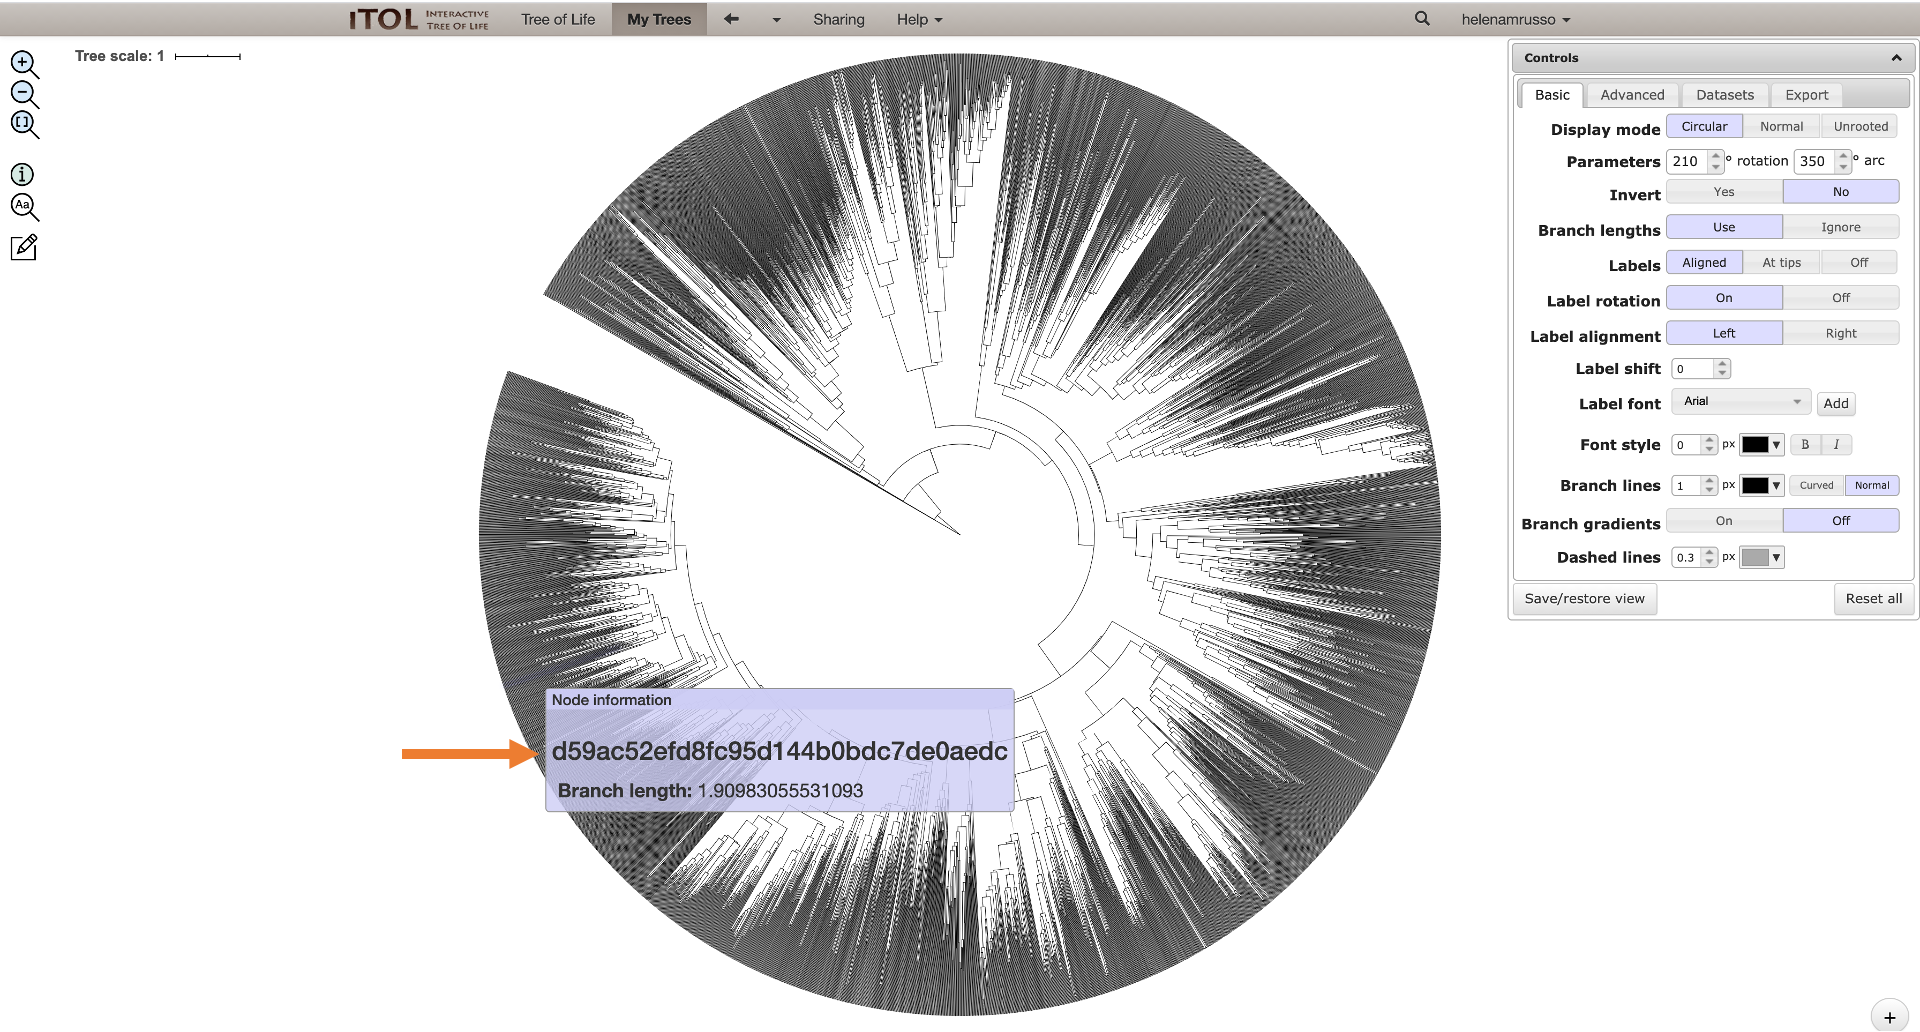 iTOL INTERACTIVE TREE OF LIFE Tree of Life My Trees Sharing Help helenamrusso
Tree scale: 1
Controls
Basic Advanced Datasets Export
Display mode Circular Normal Unrooted
Parameters 210 ° rotation 350 ° arc
Invert Yes No
Branch lengths Use Ignore
Labels Aligned At tips Off
Label rotation On Off
Label alignment Left Right
Label shift 0
Label font Arial Add
Font style 0 px B I
Branch lines 1 px Curved Normal
Branch gradients On Off
Dashed lines 0.3 px
Save/restore view Reset all
i
Aa
Node information
d59ac52efd8fc95d144b0bdc7de0aedc
Branch length: 1.90983055531093